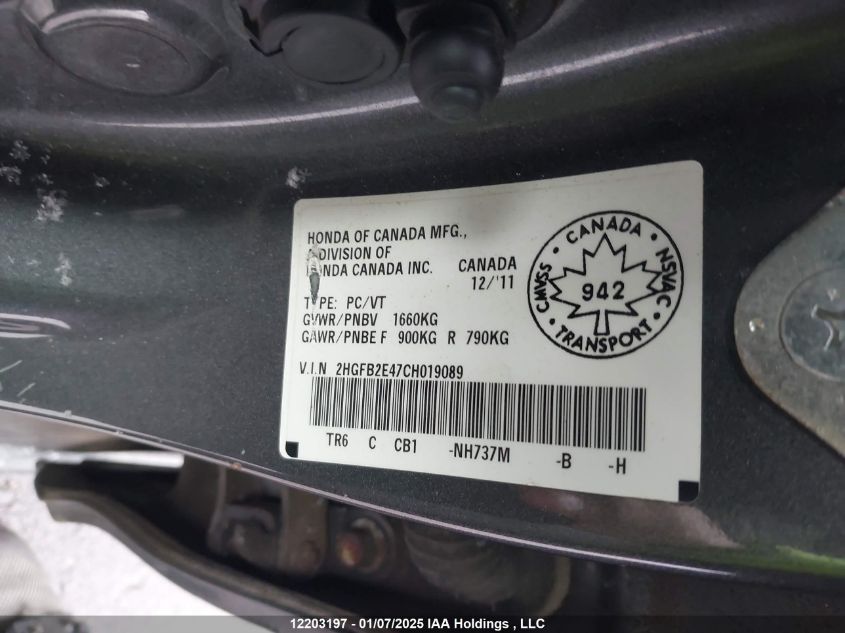 HONDA OF CANADA MFG.,
DIVISION OF
HONDA CANADA INC. CANADA
12/'11
TYPE: PC/VT
GVWR/PNBV 1660KG
GAWR/PNBE F 900KG R 790KG
V.I.N 2HGFB2E47CH019089
TR6 C CB1 -NH737M -B -H
CANADA
CMVSS
NSVAC
942
TRANSPORT
12203197 - 01/07/2025 IAA Holdings , LLC